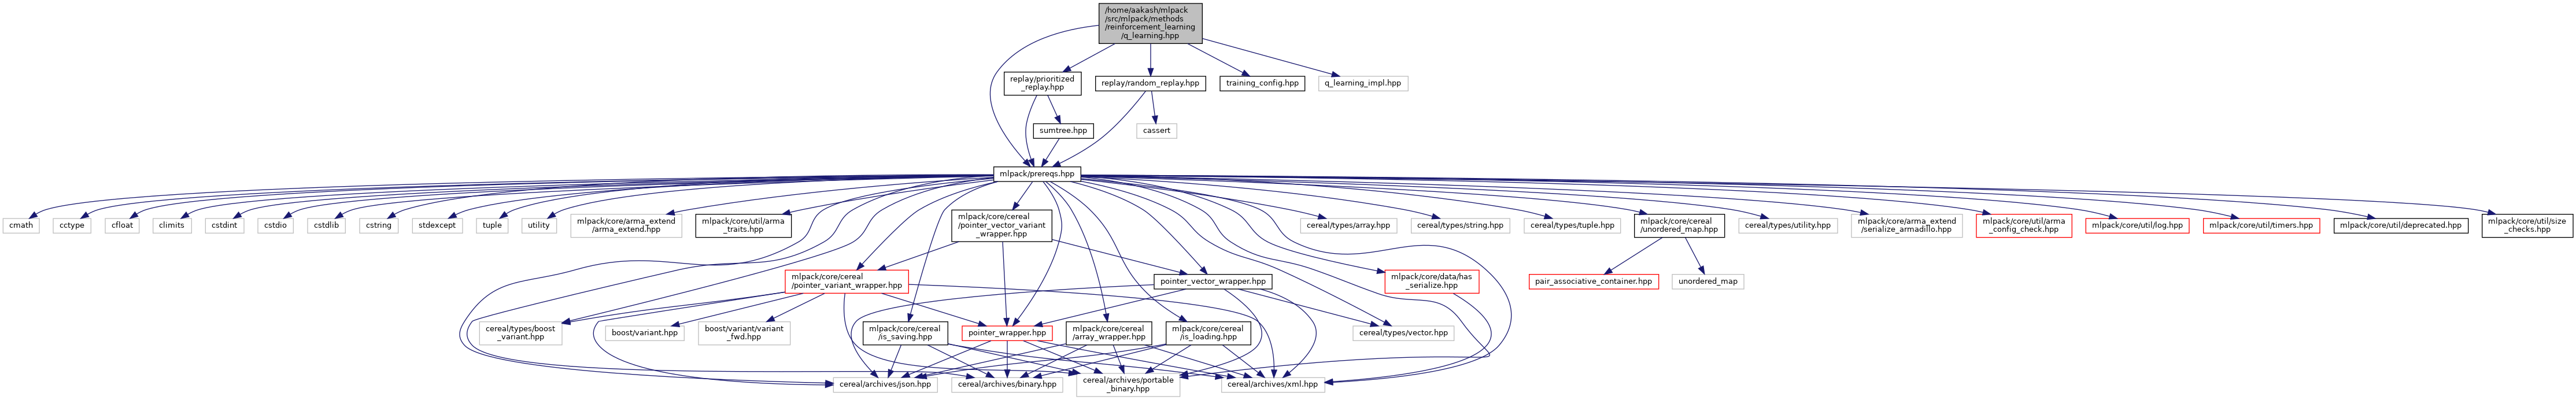 /home/aakash/mlpack
/src/mlpack/methods
/reinforcement_learning
/q_learning.hpp
replay/prioritized
_replay.hpp
replay/random_replay.hpp
training_config.hpp
q_learning_impl.hpp
sumtree.hpp
cassert
mlpack/prereqs.hpp
cmath
cctype
cfloat
climits
cstdint
cstdio
cstdlib
cstring
stdexcept
tuple
utility
mlpack/core/arma_extend
/arma_extend.hpp
mlpack/core/util/arma
_traits.hpp
mlpack/core/cereal
/pointer_vector_variant
_wrapper.hpp
cereal/types/array.hpp
cereal/types/string.hpp
cereal/types/tuple.hpp
mlpack/core/cereal
/unordered_map.hpp
cereal/types/utility.hpp
mlpack/core/arma_extend
/serialize_armadillo.hpp
mlpack/core/util/arma
_config_check.hpp
mlpack/core/util/log.hpp
mlpack/core/util/timers.hpp
mlpack/core/util/deprecated.hpp
mlpack/core/util/size
_checks.hpp
mlpack/core/cereal
/pointer_variant_wrapper.hpp
pointer_vector_wrapper.hpp
mlpack/core/data/has
_serialize.hpp
pair_associative_container.hpp
unordered_map
cereal/types/boost
_variant.hpp
boost/variant.hpp
boost/variant/variant
_fwd.hpp
mlpack/core/cereal
/is_saving.hpp
pointer_wrapper.hpp
mlpack/core/cereal
/array_wrapper.hpp
mlpack/core/cereal
/is_loading.hpp
cereal/types/vector.hpp
cereal/archives/json.hpp
cereal/archives/binary.hpp
cereal/archives/portable
_binary.hpp
cereal/archives/xml.hpp